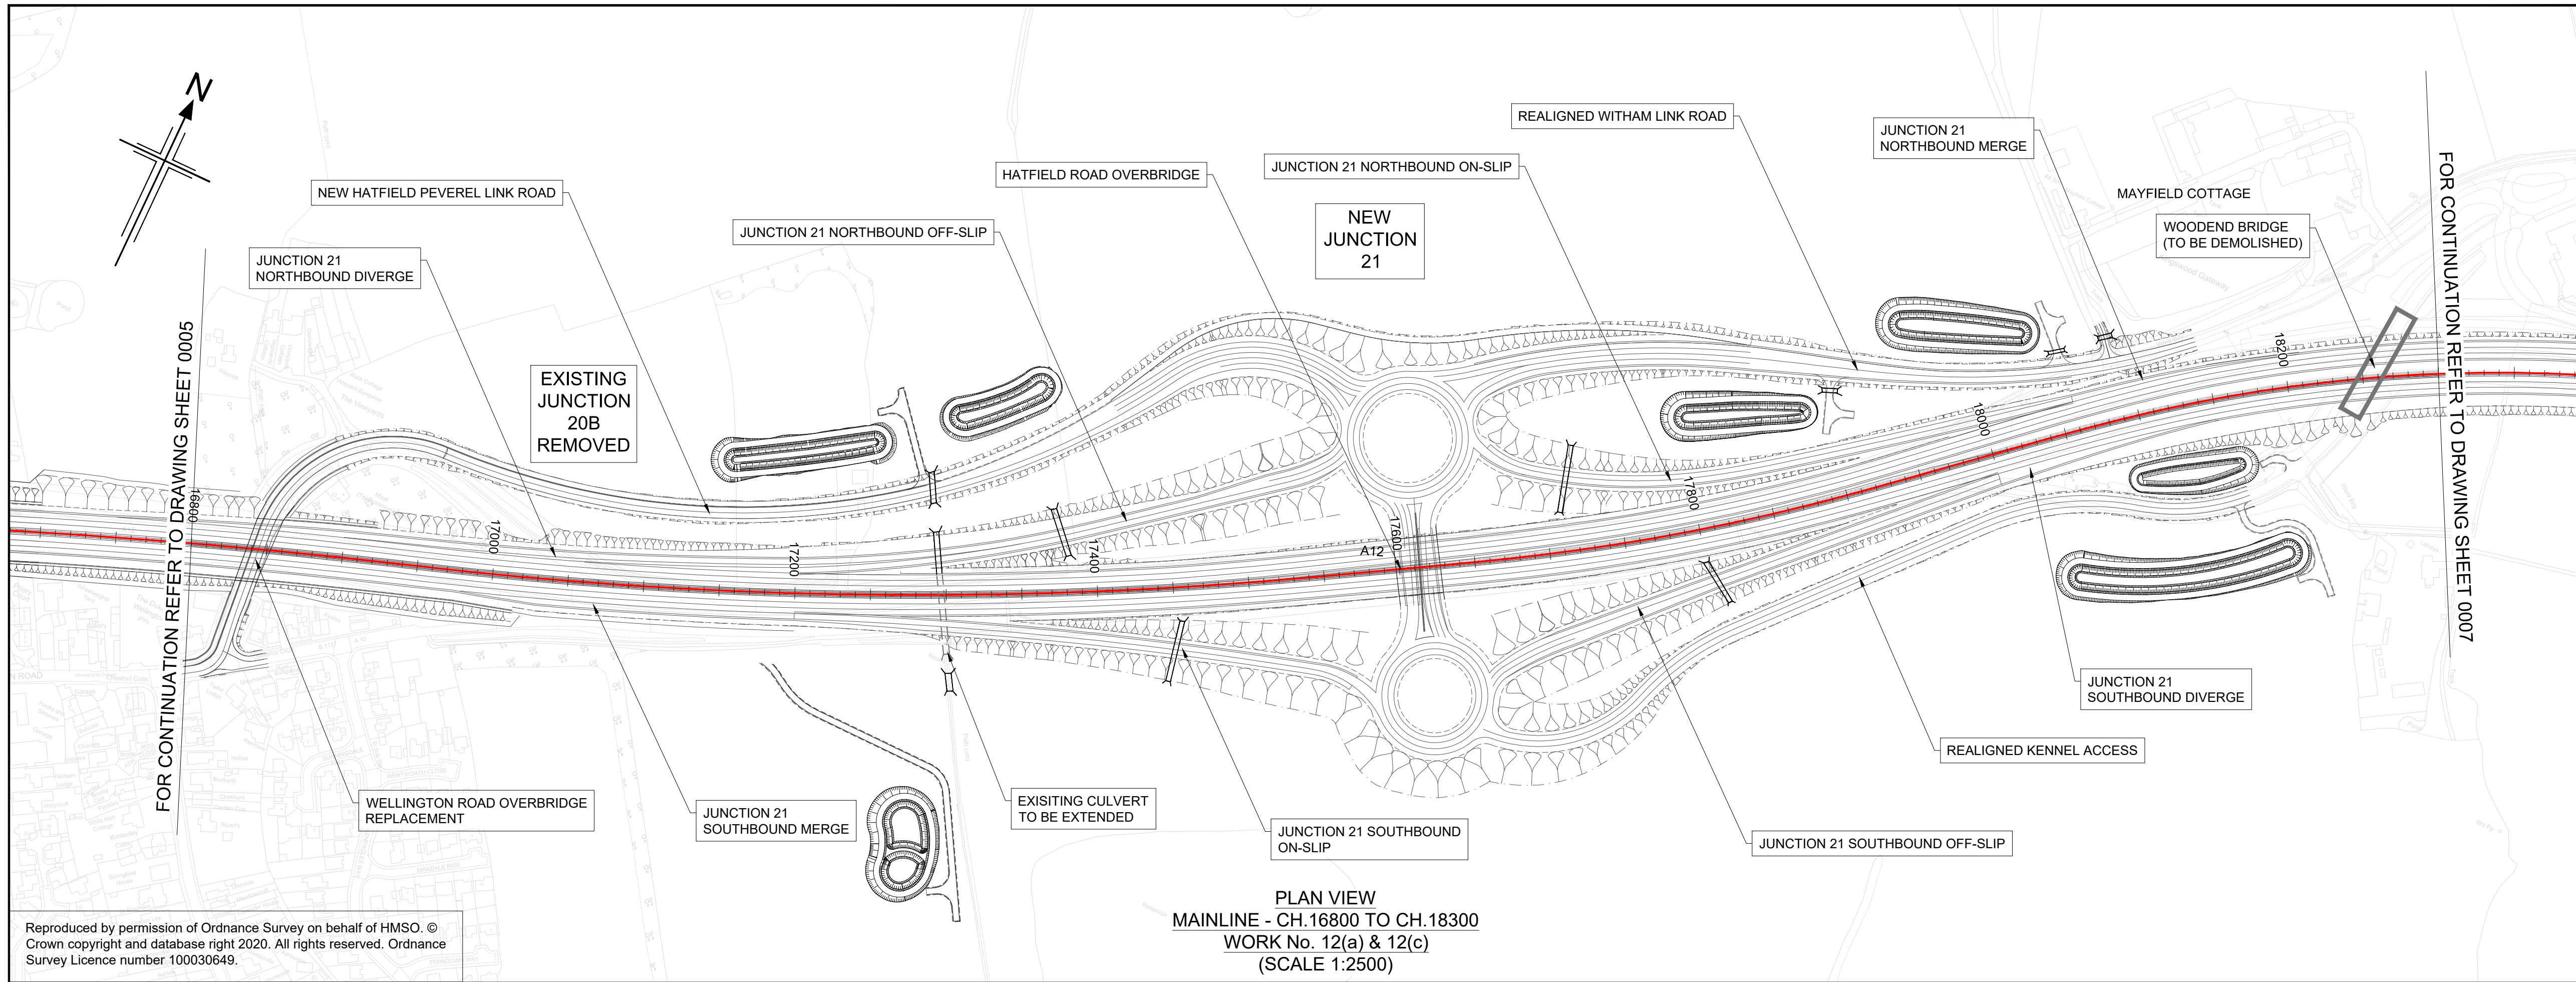 N
REALIGNED WITHAM LINK ROAD
JUNCTION 21
NORTHBOUND MERGE
JUNCTION 21 NORTHBOUND ON-SLIP
HATFIELD ROAD OVERBRIDGE
NEW HATFIELD PEVEREL LINK ROAD
MAYFIELD COTTAGE
NEW
JUNCTION
21
JUNCTION 21 NORTHBOUND OFF-SLIP
WOODEND BRIDGE
(TO BE DEMOLISHED)
JUNCTION 21
NORTHBOUND DIVERGE
EXISTING
JUNCTION
20B
REMOVED
FOR CONTINUATION REFER TO DRAWING SHEET 0005
FOR CONTINUATION REFER TO DRAWING SHEET 0007
16800
17000
17200
17400
17600
A12
17800
18000
18200
JUNCTION 21
SOUTHBOUND DIVERGE
REALIGNED KENNEL ACCESS
WELLINGTON ROAD OVERBRIDGE
REPLACEMENT
JUNCTION 21
SOUTHBOUND MERGE
EXISITING CULVERT
TO BE EXTENDED
JUNCTION 21 SOUTHBOUND
ON-SLIP
JUNCTION 21 SOUTHBOUND OFF-SLIP
PLAN VIEW
MAINLINE - CH.16800 TO CH.18300
WORK No. 12(a) & 12(c)
(SCALE 1:2500)
Reproduced by permission of Ordnance Survey on behalf of HMSO. ©
Crown copyright and database right 2020. All rights reserved. Ordnance
Survey Licence number 100030649.